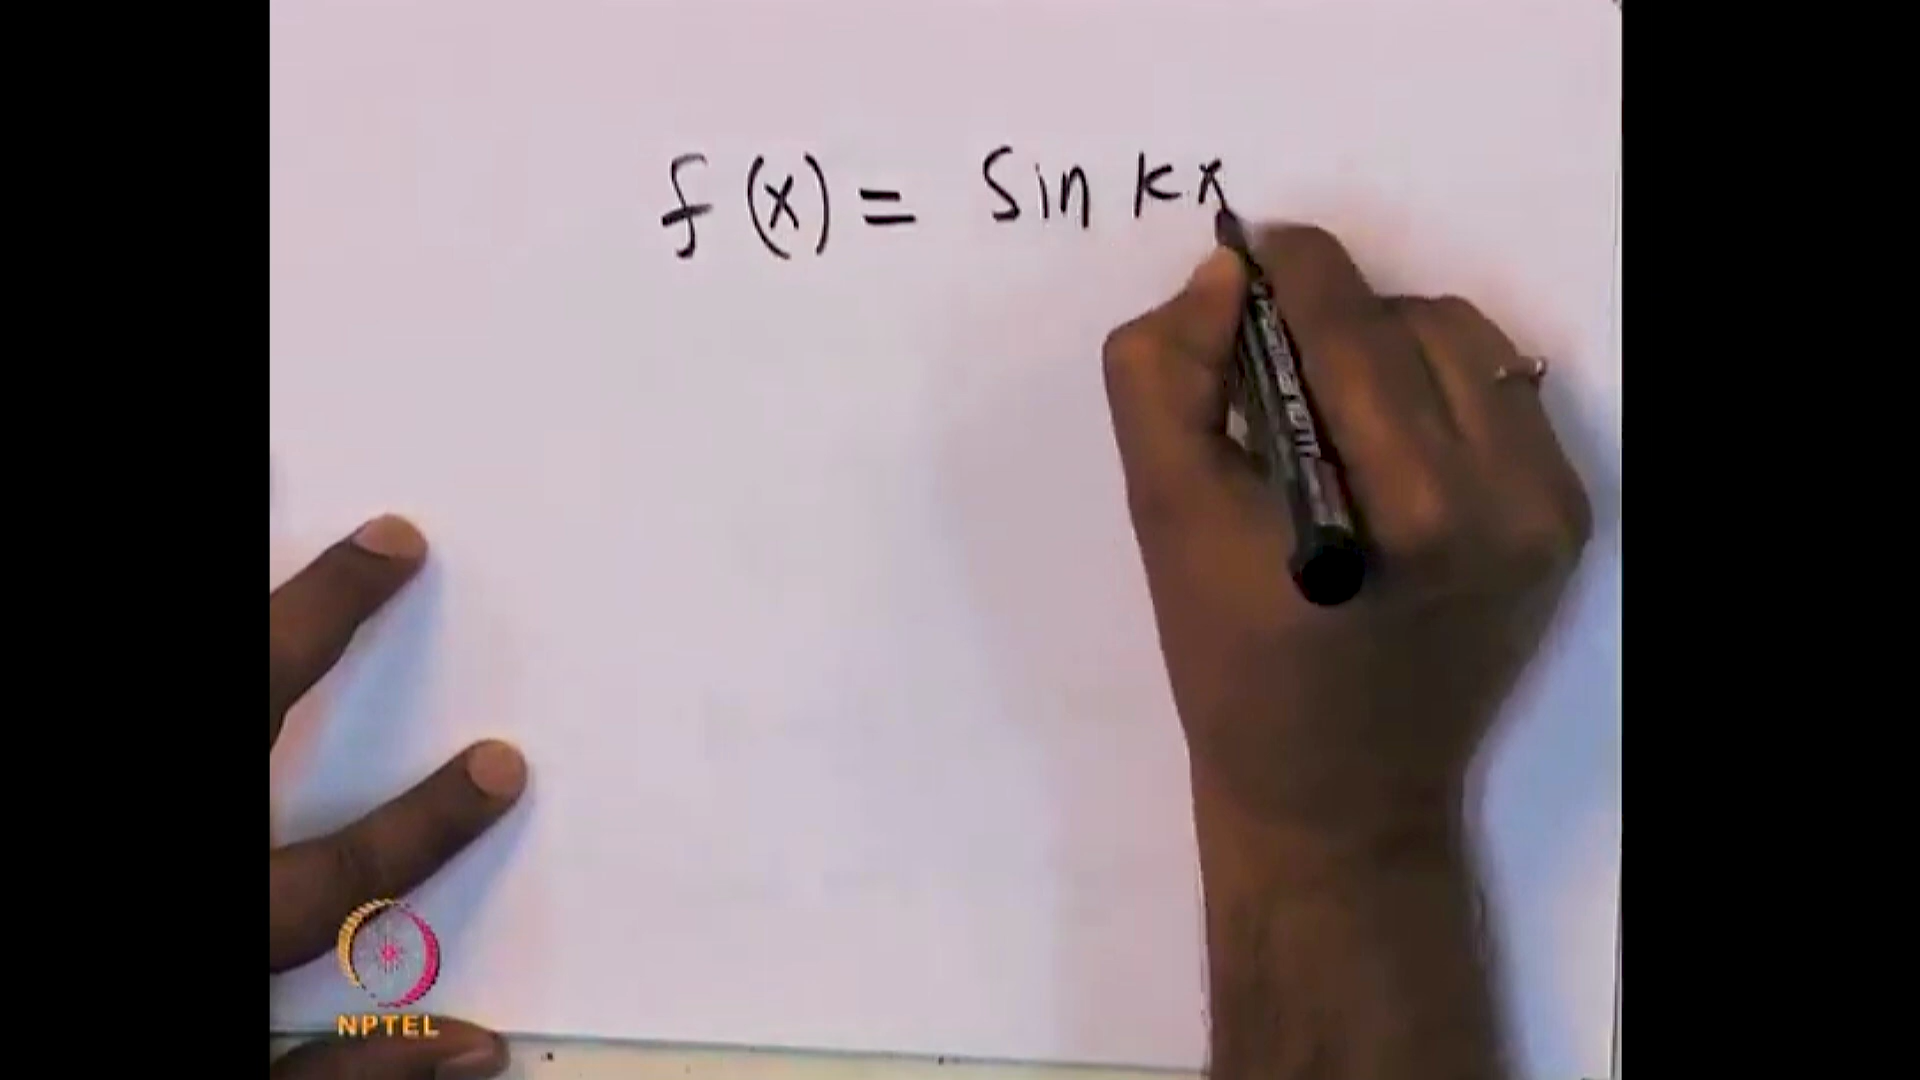 f (x) = Sin kx
NPTEL